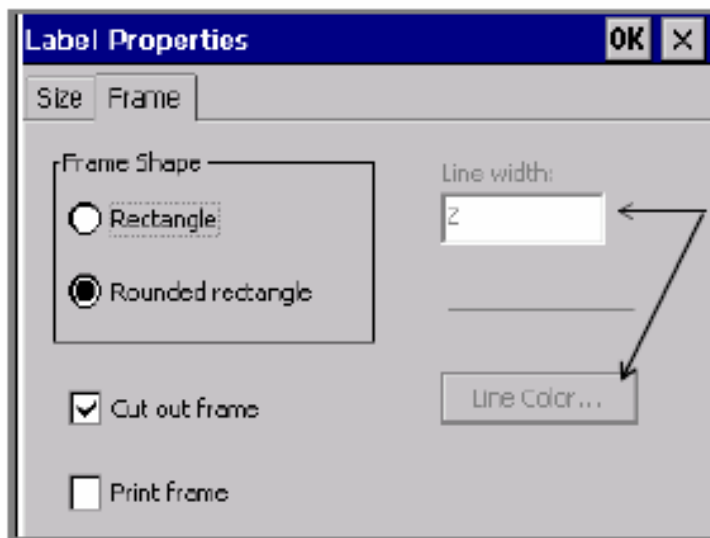 Label Properties OK ×
Size Frame
Frame Shape
Rectangle
Rounded rectangle
Cut out frame
Print frame
Line width:
2
Line Color...